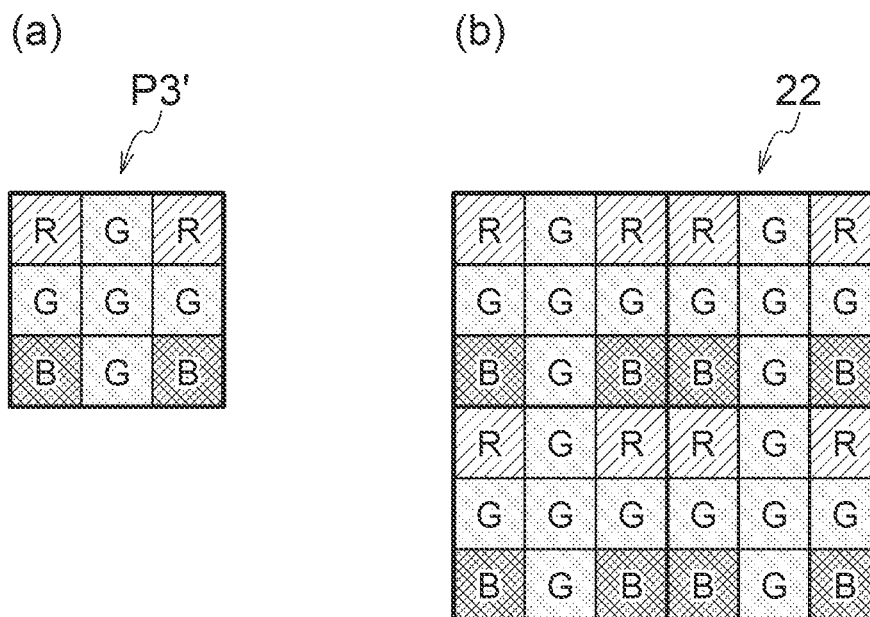 (a)
P3'
R G R
G G G
B G B
(b)
22
R G R R G R
G G G G G G
B G B B G B
R G R R G R
G G G G G G
B G B B G B